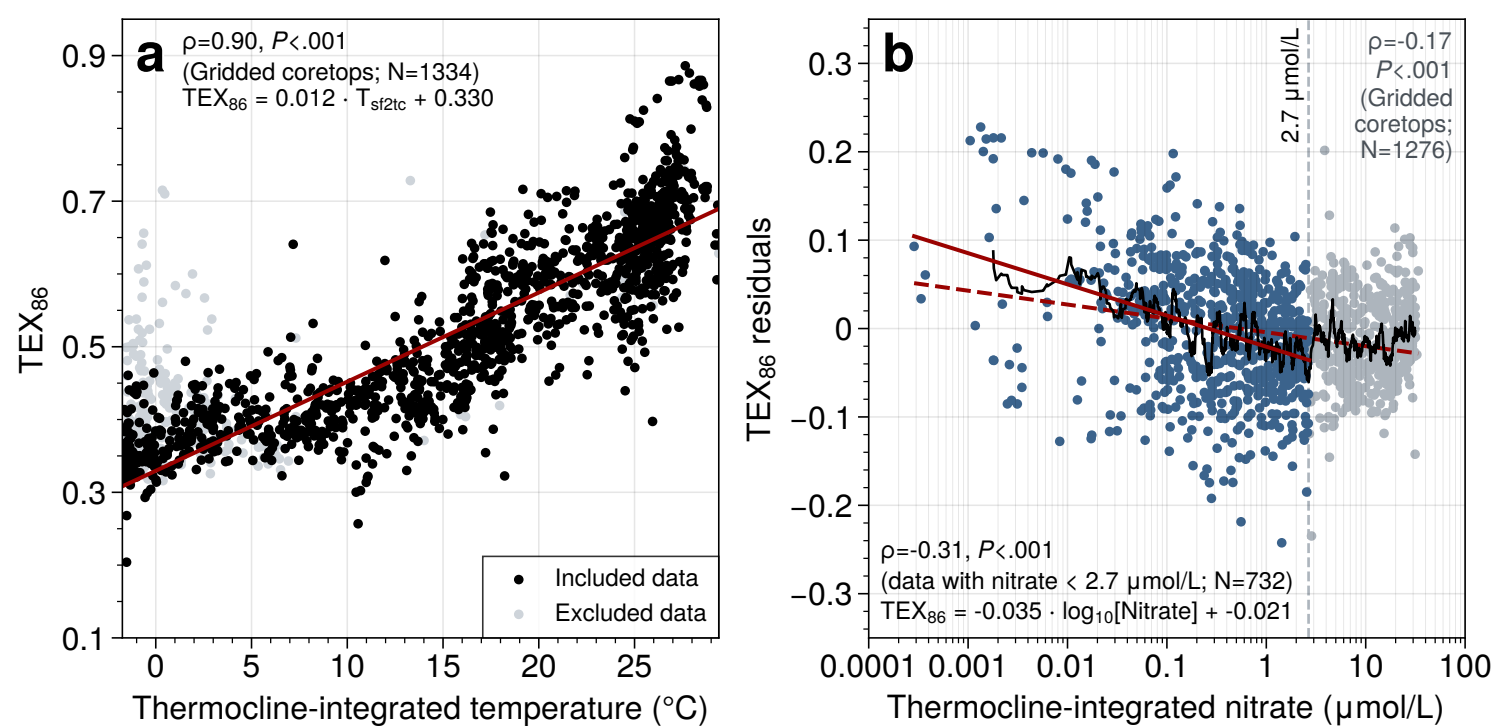 a
ρ=0.90, P<.001
(Gridded coretops; N=1334)
TEX86 = 0.012 · Tsf2tc + 0.330
0.9
0.7
0.5
0.3
0.1
TEX86
Included data
Excluded data
0 5 10 15 20 25
Thermocline-integrated temperature (°C)
b
2.7 μmol/L
ρ=-0.17
P<.001
(Gridded
coretops;
N=1276)
0.3
0.2
0.1
0
−0.1
−0.2
−0.3
TEX86 residuals
ρ=-0.31, P<.001
(data with nitrate < 2.7 μmol/L; N=732)
TEX86 = -0.035 · log10[Nitrate] + -0.021
0.0001 0.001 0.01 0.1 1 10 100
Thermocline-integrated nitrate (μmol/L)